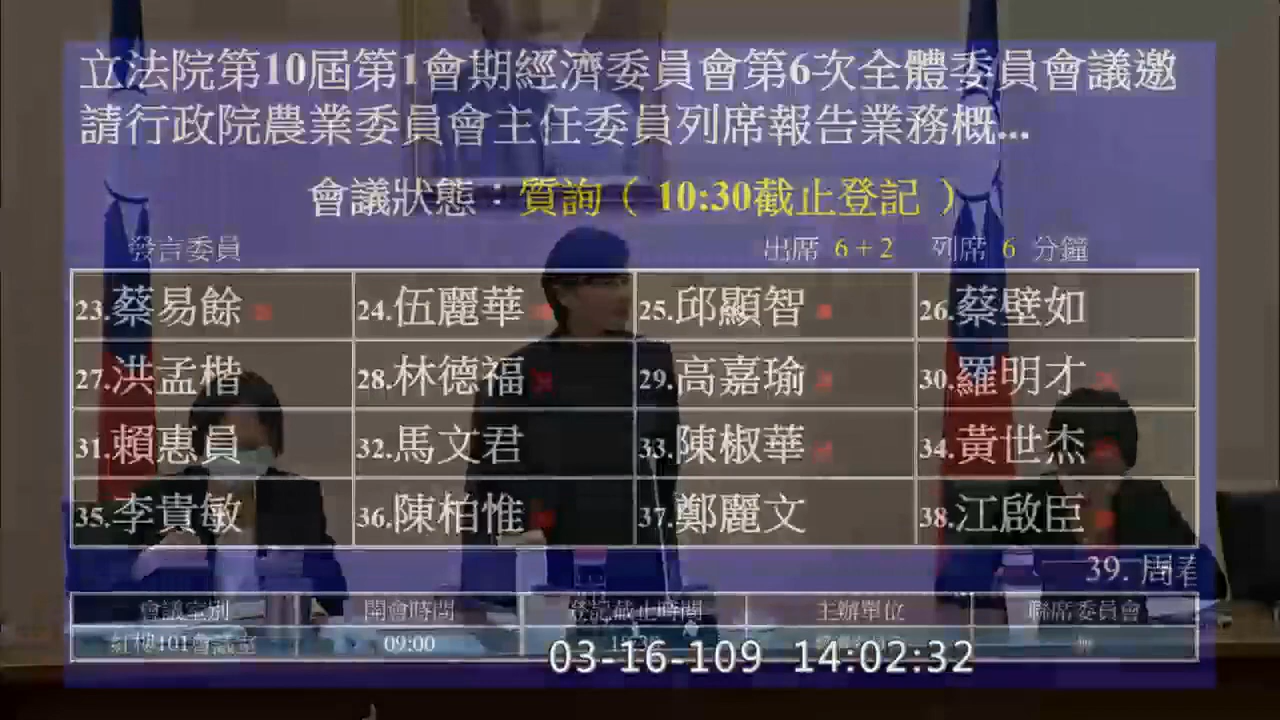 立法院第10屆第1會期經濟委員會第6次全體委員會議邀
請行政院農業委員會主任委員列席報告業務概...
會議狀態：質詢（10:30截止登記）
發言委員 出席 6+2 列席 6 分鐘
23.蔡易餘 24.伍麗華 25.邱顯智 26.蔡壁如
27.洪孟楷 28.林德福 29.高嘉瑜 30.羅明才
31.賴惠員 32.馬文君 33.陳椒華 34.黃世杰
35.李貴敏 36.陳柏惟 37.鄭麗文 38.江啟臣
39. 周春
會議室別 開會時間 登記截止時間 主辦單位 聯席委員會
紅樓101會議室 09:00
03-16-109 14:02:32